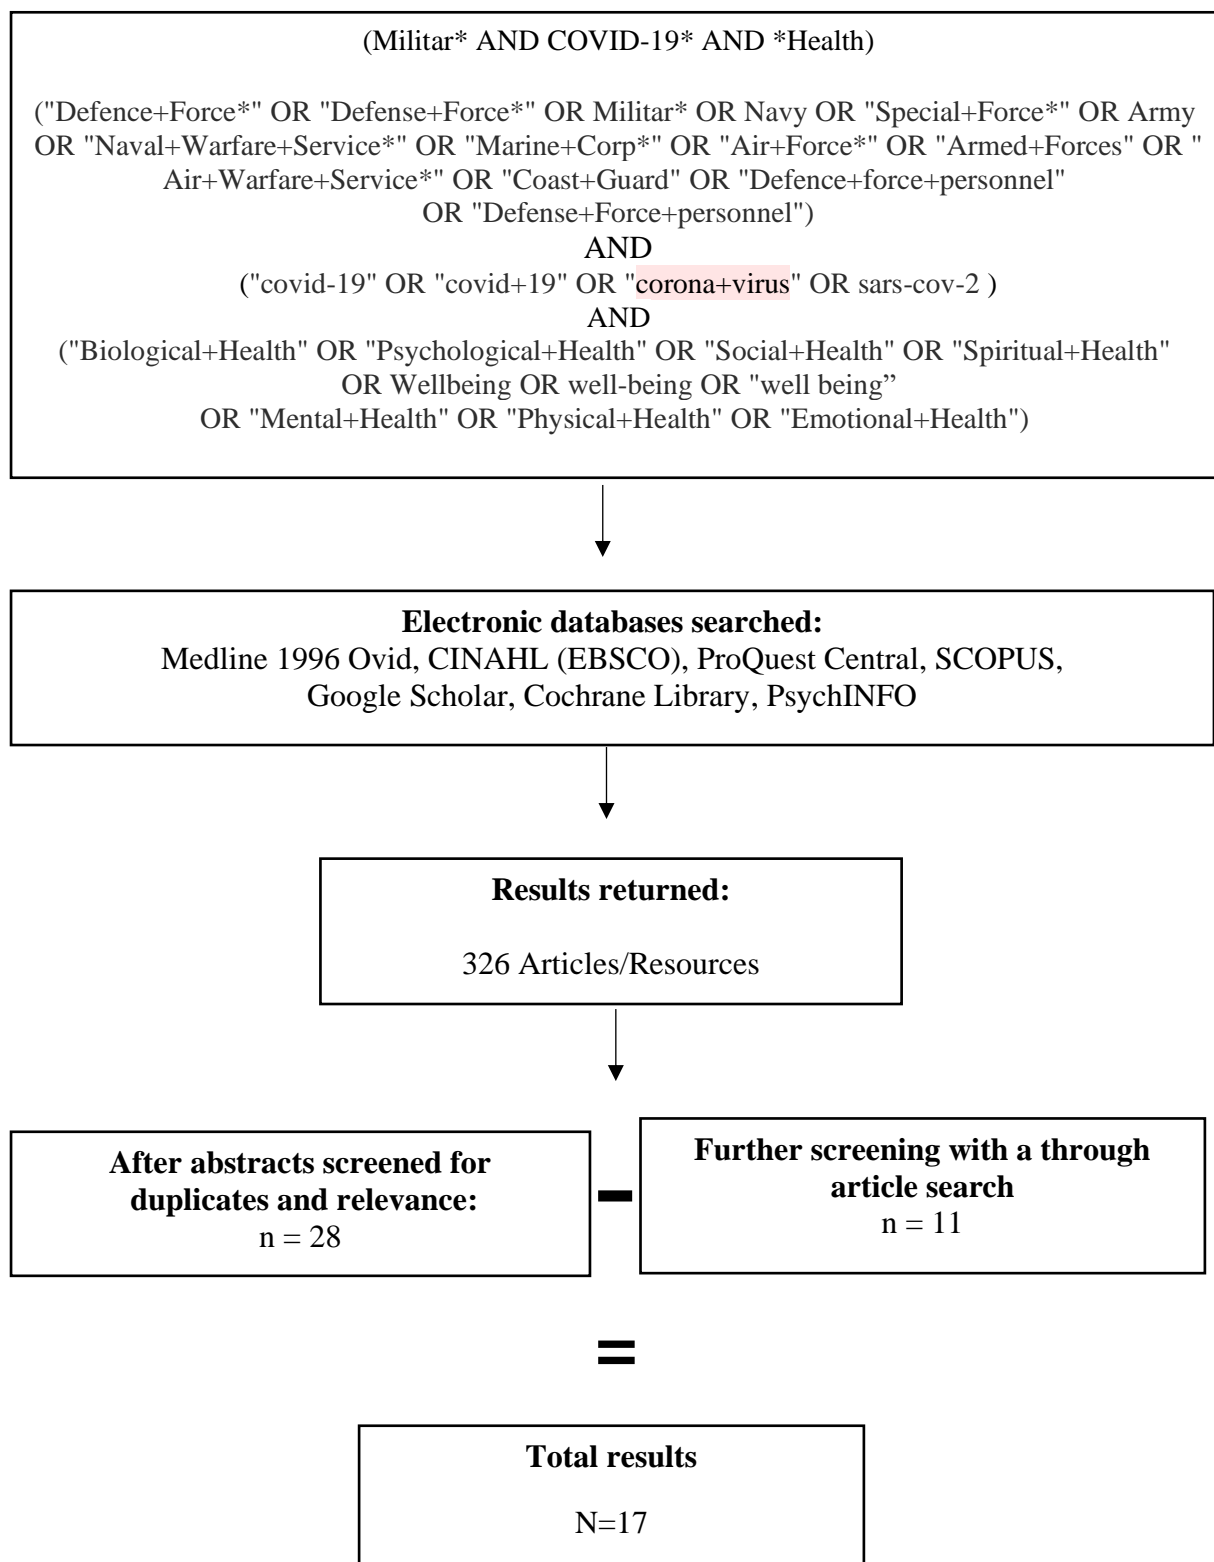 (Militar* AND COVID-19* AND *Health)
("Defence+Force*" OR "Defense+Force*" OR Militar* OR Navy OR "Special+Force*" OR Army
OR "Naval+Warfare+Service*" OR "Marine+Corp*" OR "Air+Force*" OR "Armed+Forces" OR "
Air+Warfare+Service*" OR "Coast+Guard" OR "Defence+force+personnel"
OR "Defense+Force+personnel")
AND
("covid-19" OR "covid+19" OR "corona+virus" OR sars-cov-2 )
AND
("Biological+Health" OR "Psychological+Health" OR "Social+Health" OR "Spiritual+Health"
OR Wellbeing OR well-being OR "well being”
OR "Mental+Health" OR "Physical+Health" OR "Emotional+Health")
Electronic databases searched:
Medline 1996 Ovid, CINAHL (EBSCO), ProQuest Central, SCOPUS,
Google Scholar, Cochrane Library, PsychINFO
Results returned:
326 Articles/Resources
After abstracts screened for
duplicates and relevance:
n = 28
-
Further screening with a through
article search
n = 11
=
Total results
N=17